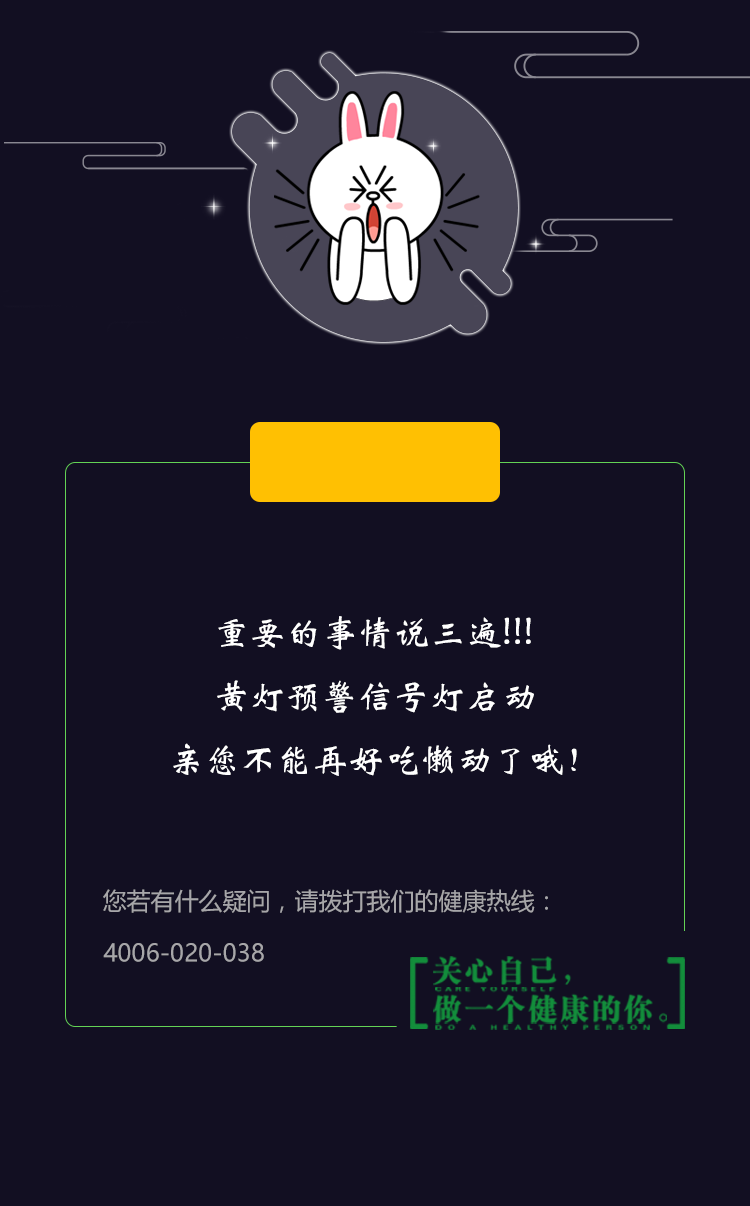 重要的事情说三遍!!!
黄灯预警信号灯启动
亲您不能再好吃懒动了哦!
您若有什么疑问，请拨打我们的健康热线：
4006-020-038
关心自己，
CARE YOURSELF
做一个健康的你。
DO A HEALTHY PERSON